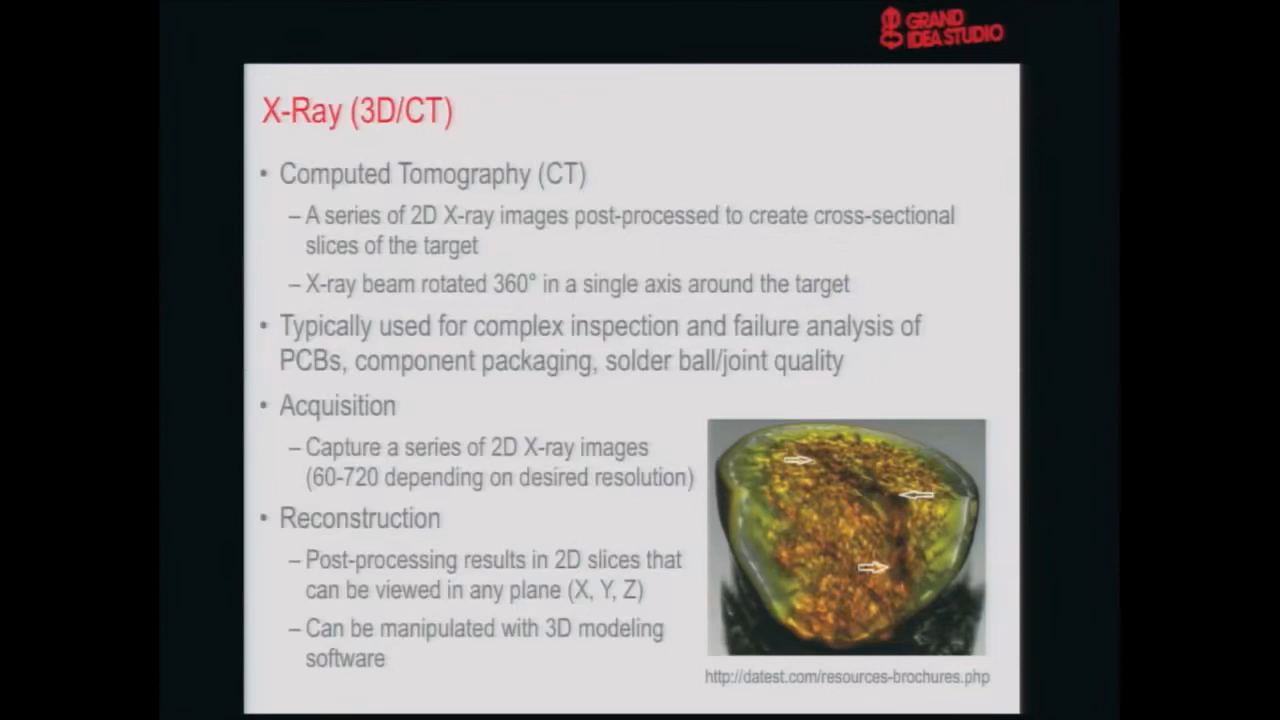 GRAND
IDEA STUDIO
X-Ray (3D/CT)
• Computed Tomography (CT)
– A series of 2D X-ray images post-processed to create cross-sectional
slices of the target
– X-ray beam rotated 360° in a single axis around the target
• Typically used for complex inspection and failure analysis of
PCBs, component packaging, solder ball/joint quality
• Acquisition
– Capture a series of 2D X-ray images
(60-720 depending on desired resolution)
• Reconstruction
– Post-processing results in 2D slices that
can be viewed in any plane (X, Y, Z)
– Can be manipulated with 3D modeling
software
http://datest.com/resources-brochures.php